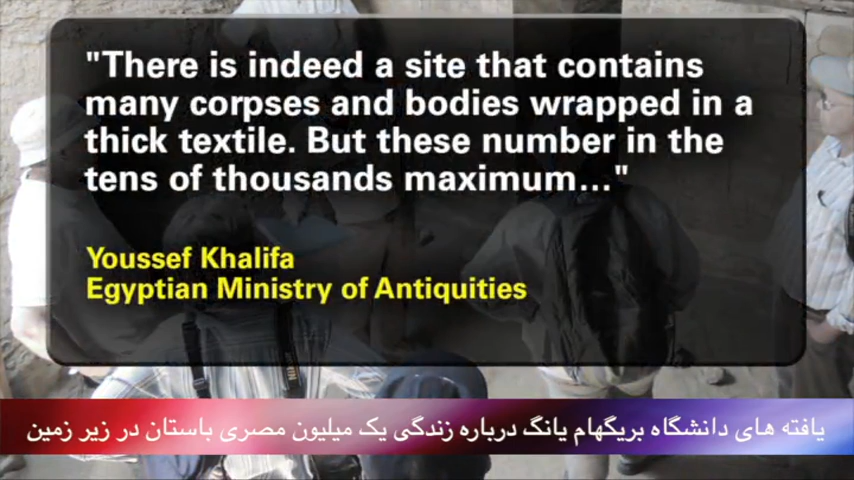 "There is indeed a site that contains
many corpses and bodies wrapped in a
thick textile. But these number in the
tens of thousands maximum..."
Youssef Khalifa
Egyptian Ministry of Antiquities
یافته های دانشگاه بریگهام یانگ درباره زندگی یک میلیون مصری باستان در زیر زمین